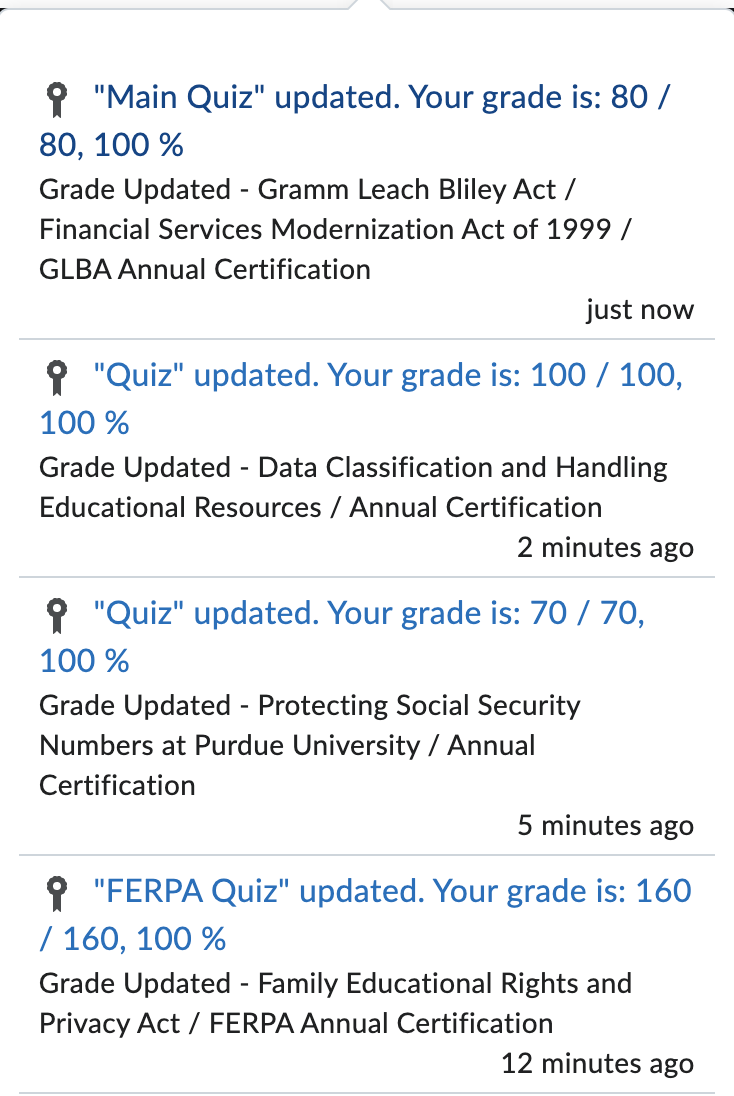 "Main Quiz" updated. Your grade is: 80 /
80, 100 %
Grade Updated - Gramm Leach Bliley Act /
Financial Services Modernization Act of 1999 /
GLBA Annual Certification
just now
"Quiz" updated. Your grade is: 100 / 100,
100 %
Grade Updated - Data Classification and Handling
Educational Resources / Annual Certification
2 minutes ago
"Quiz" updated. Your grade is: 70 / 70,
100 %
Grade Updated - Protecting Social Security
Numbers at Purdue University / Annual
Certification
5 minutes ago
"FERPA Quiz" updated. Your grade is: 160
/ 160, 100 %
Grade Updated - Family Educational Rights and
Privacy Act / FERPA Annual Certification
12 minutes ago